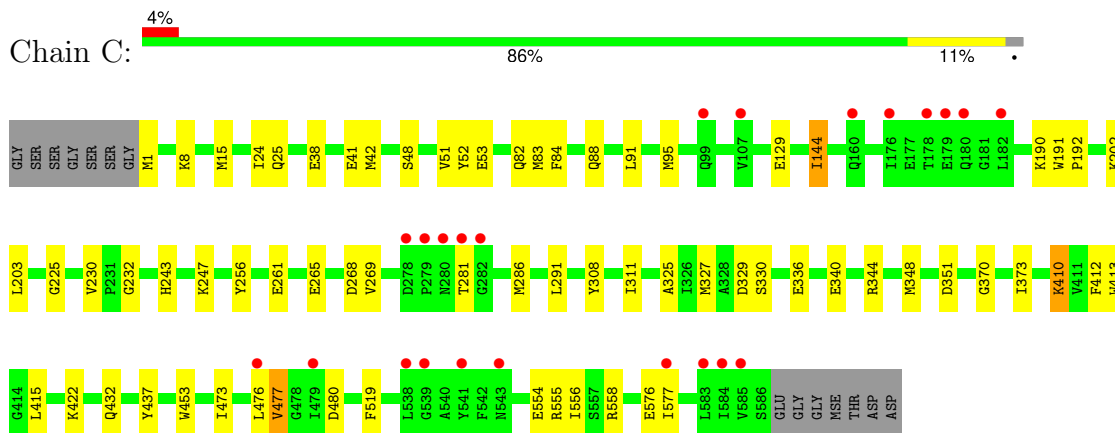 4%
Chain C:
86% 11% •
GLY SER SER GLY SER SER GLY M1 K8 M15 I24 Q25 E38 E41 M42 S48 V51 Y52 E53 Q82 M83 F84 Q88 L91 M95 Q99 V107 E129 I144 Q160 I176 E177 T178 E179 Q180 G181 L182 K190 W191 P192
L203 G225 V230 P231 G232 H243 K247 Y256 E261 E265 D268 V269 D278 P279 N280 T281 G282 M286 L291 Y308 I311 A325 I326 M327 A328 D329 S330 E336 E340 R344 M348 D351 G370 I373 K410 V411 F412
G414 L415 K422 Q432 Y437 W453 I473 L476 V477 G478 I479 D480 F519 L538 G539 A540 Y541 F542 N543 E554 R555 I556 S557 R558 E576 I577 L583 I584 V585 S586 GLU GLY GLY MSE THR ASP ASP